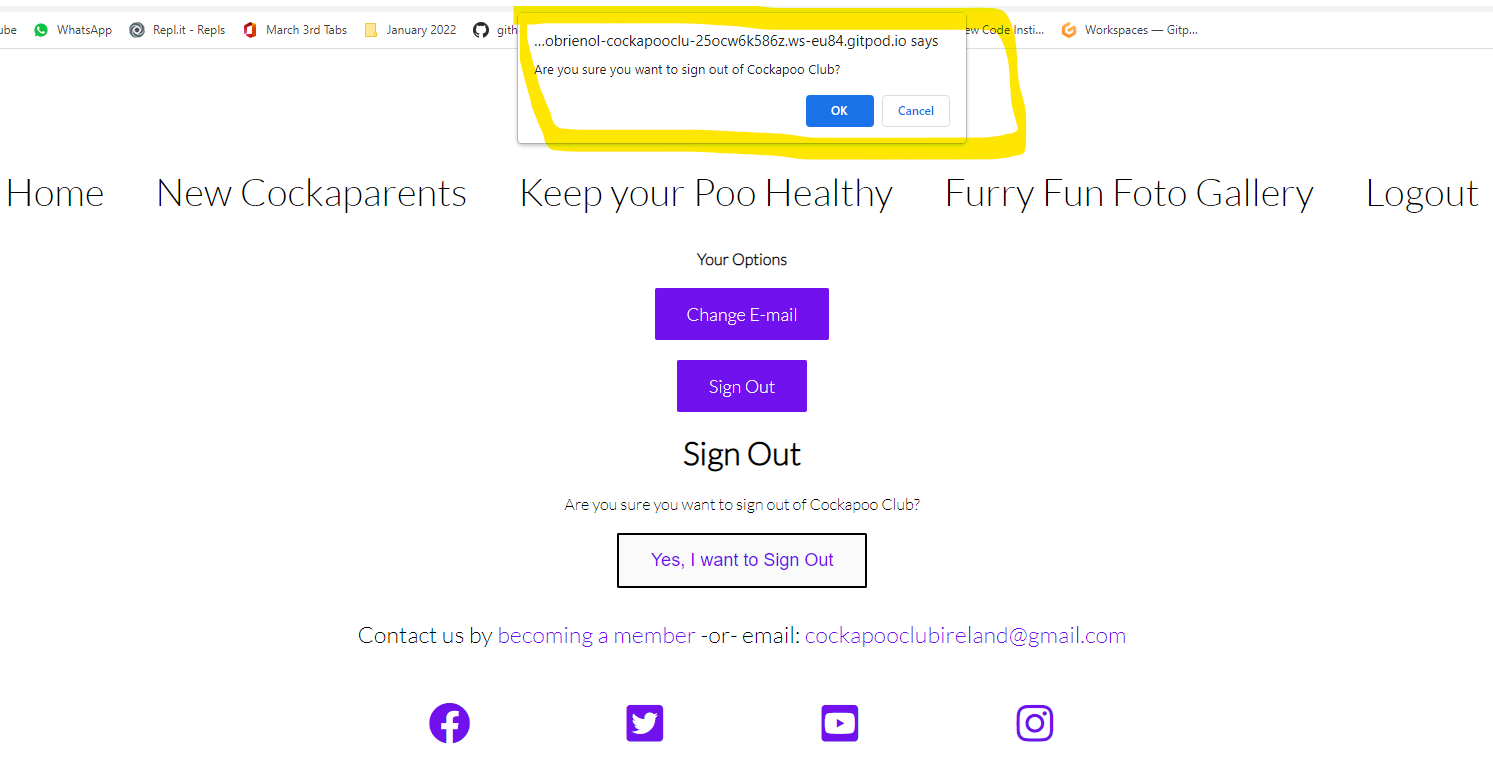 ube WhatsApp Repl.it - Repls March 3rd Tabs January 2022 gith ew Code Insti... Workspaces — Gitp...
...obrienol-cockapooclu-25ocw6k586z.ws-eu84.gitpod.io says
Are you sure you want to sign out of Cockapoo Club?
OK Cancel
Home New Cockaparents Keep your Poo Healthy Furry Fun Foto Gallery Logout
Your Options
Change E-mail
Sign Out
Sign Out
Are you sure you want to sign out of Cockapoo Club?
Yes, I want to Sign Out
Contact us by becoming a member -or- email: cockapooclubireland@gmail.com